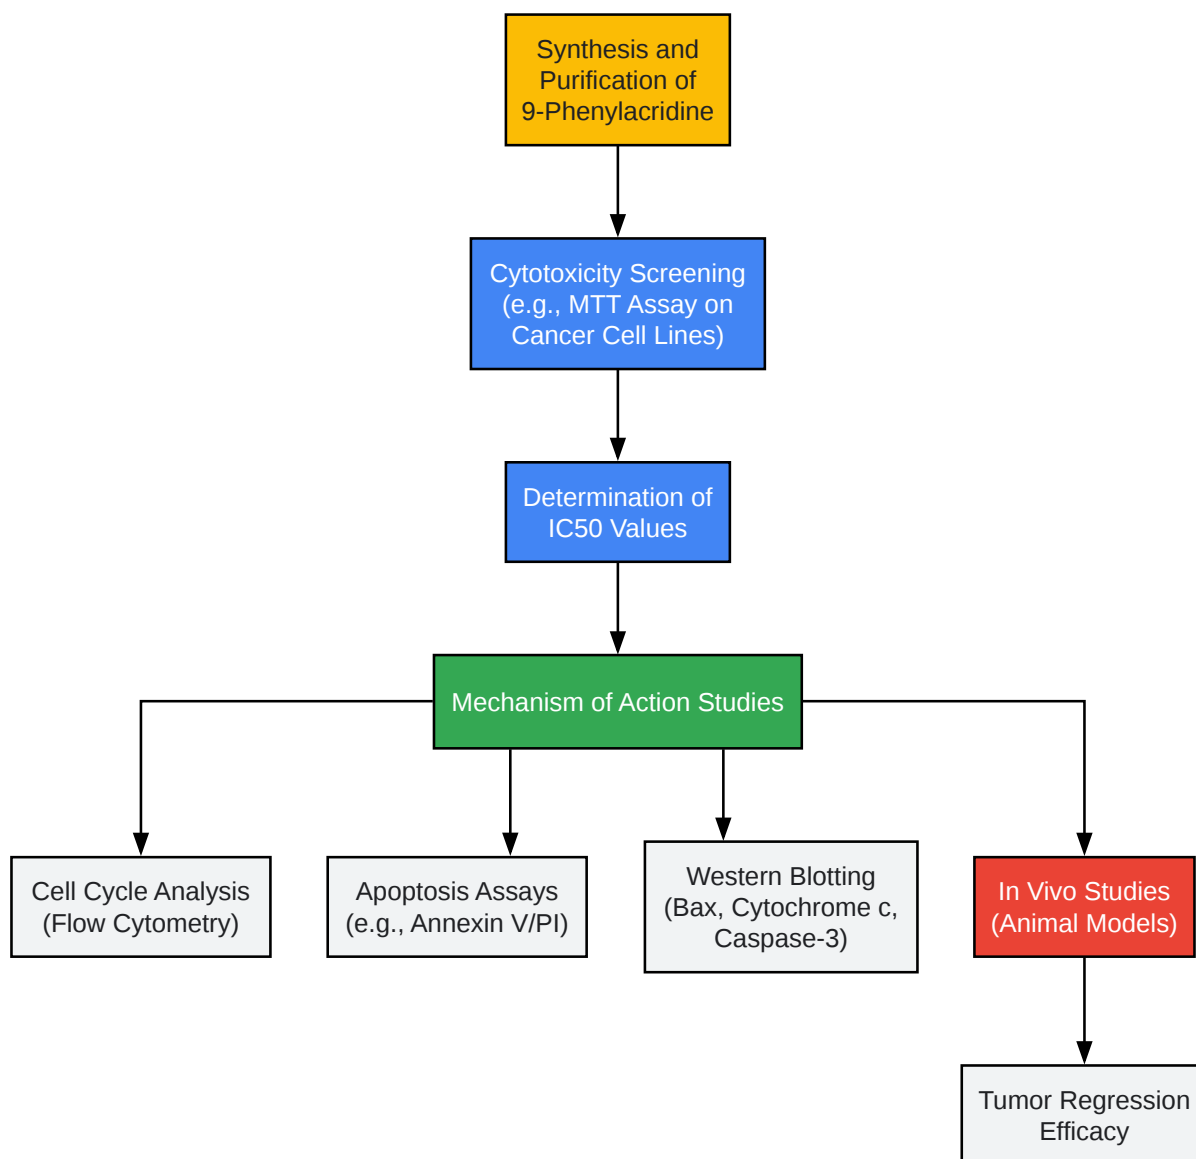 Synthesis and
Purification of
9-Phenylacridine
Cytotoxicity Screening
(e.g., MTT Assay on
Cancer Cell Lines)
Determination of
IC50 Values
Mechanism of Action Studies
Cell Cycle Analysis
(Flow Cytometry)
Apoptosis Assays
(e.g., Annexin V/PI)
Western Blotting
(Bax, Cytochrome c,
Caspase-3)
In Vivo Studies
(Animal Models)
Tumor Regression
Efficacy